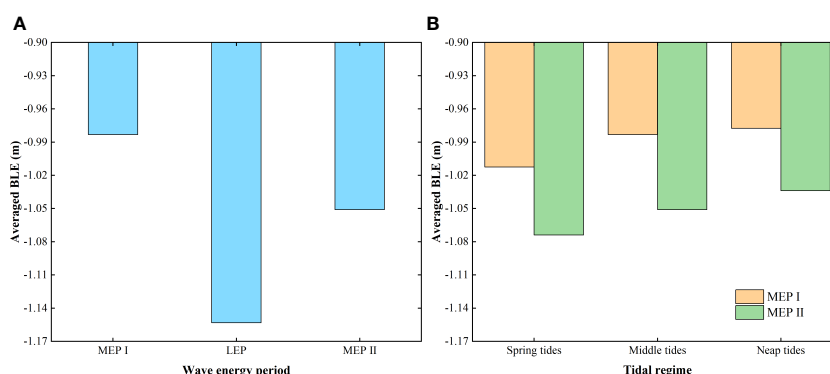 A
Averaged BLE (m)
-0.90
-0.93
-0.96
-0.99
-1.02
-1.05
-1.08
-1.11
-1.14
-1.17
MEP I LEP MEP II
Wave energy period
B
Averaged BLE (m)
-0.90
-0.93
-0.96
-0.99
-1.02
-1.05
-1.08
-1.11
-1.14
-1.17
MEP I
MEP II
Spring tides Middle tides Neap tides
Tidal regime